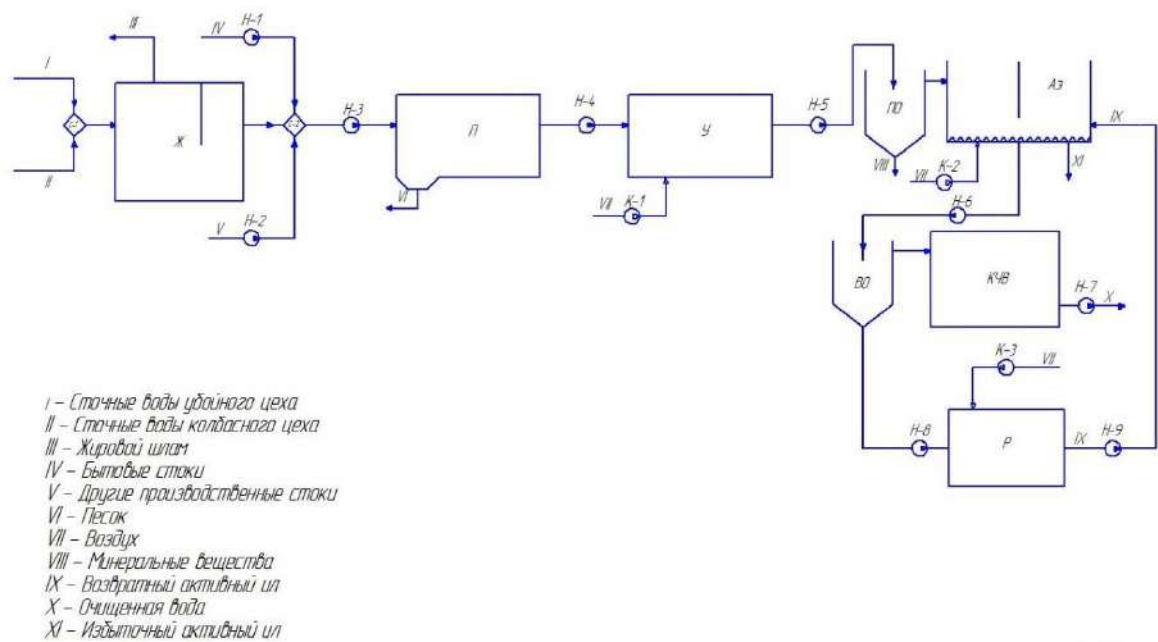 III
IV
Н-1
I
Н-3
Н-4
Н-5
ПО
Аэ
Ж
П
У
IX
II
VIII
VII
К-2
XI
VI
VII
К-1
V
Н-2
Н-6
ВО
КЧВ
Н-7
X
К-3
VII
Н-8
Р
IX
Н-9
I – Сточные воды убойного цеха
II – Сточные воды колбасного цеха
III – Жировой шлам
IV – Бытовые стоки
V – Другие производственные стоки
VI – Песок
VII – Воздух
VIII – Минеральные вещества
IX – Возвратный активный ил
X – Очищенная вода
XI – Избыточный активный ил